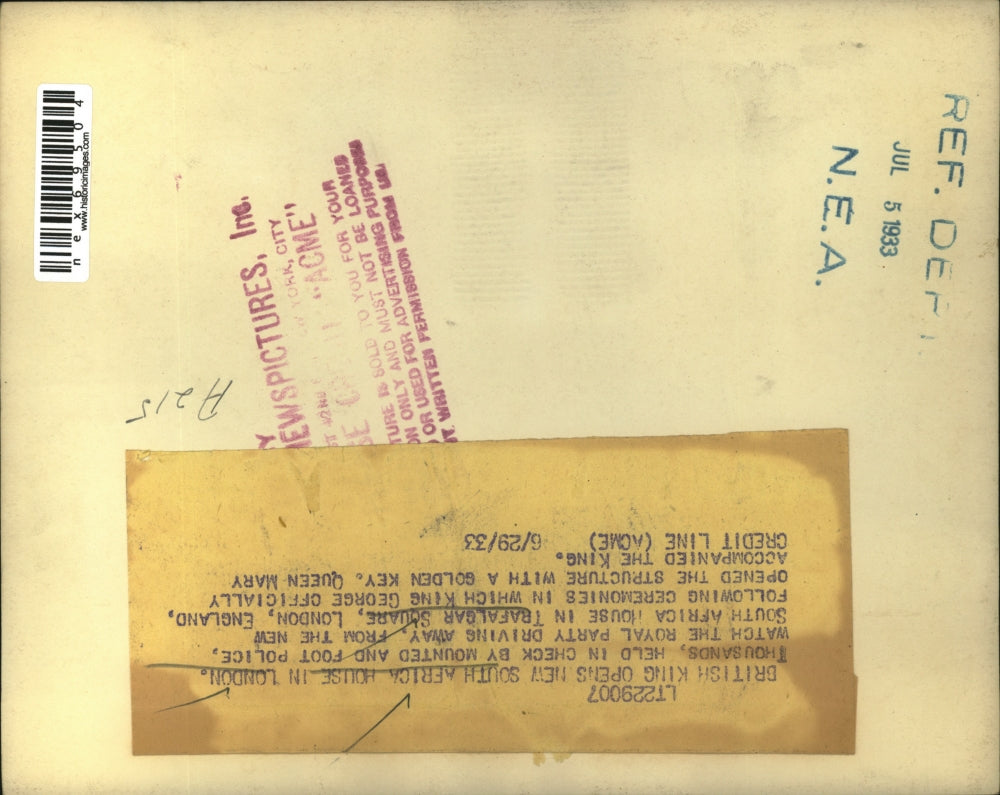 nex69504
www.historicimages.com
REF. DEPT.
JUL 5 1933
N.E.A.
NEWSPICTURES, Inc.
YORK, CITY
"ACME"
SOLD TO YOU FOR YOUR
ONLY AND MUST NOT BE LOANED
OR USED FOR ADVERTISING PURPOSES
WRITTEN PERMISSION FROM US.
A215
LT229007
BRITISH KING OPENS NEW SOUTH AFRICA HOUSE IN LONDON.
THOUSANDS, HELD IN CHECK BY MOUNTED AND FOOT POLICE,
WATCH THE ROYAL PARTY DRIVING AWAY, FROM THE NEW
SOUTH AFRICA HOUSE IN TRAFALGAR SQUARE, LONDON, ENGLAND,
FOLLOWING CEREMONIES IN WHICH KING GEORGE OFFICIALLY
OPENED THE STRUCTURE WITH A GOLDEN KEY. QUEEN MARY
ACCOMPANIED THE KING.
CREDIT LINE (ACME) 6/29/33